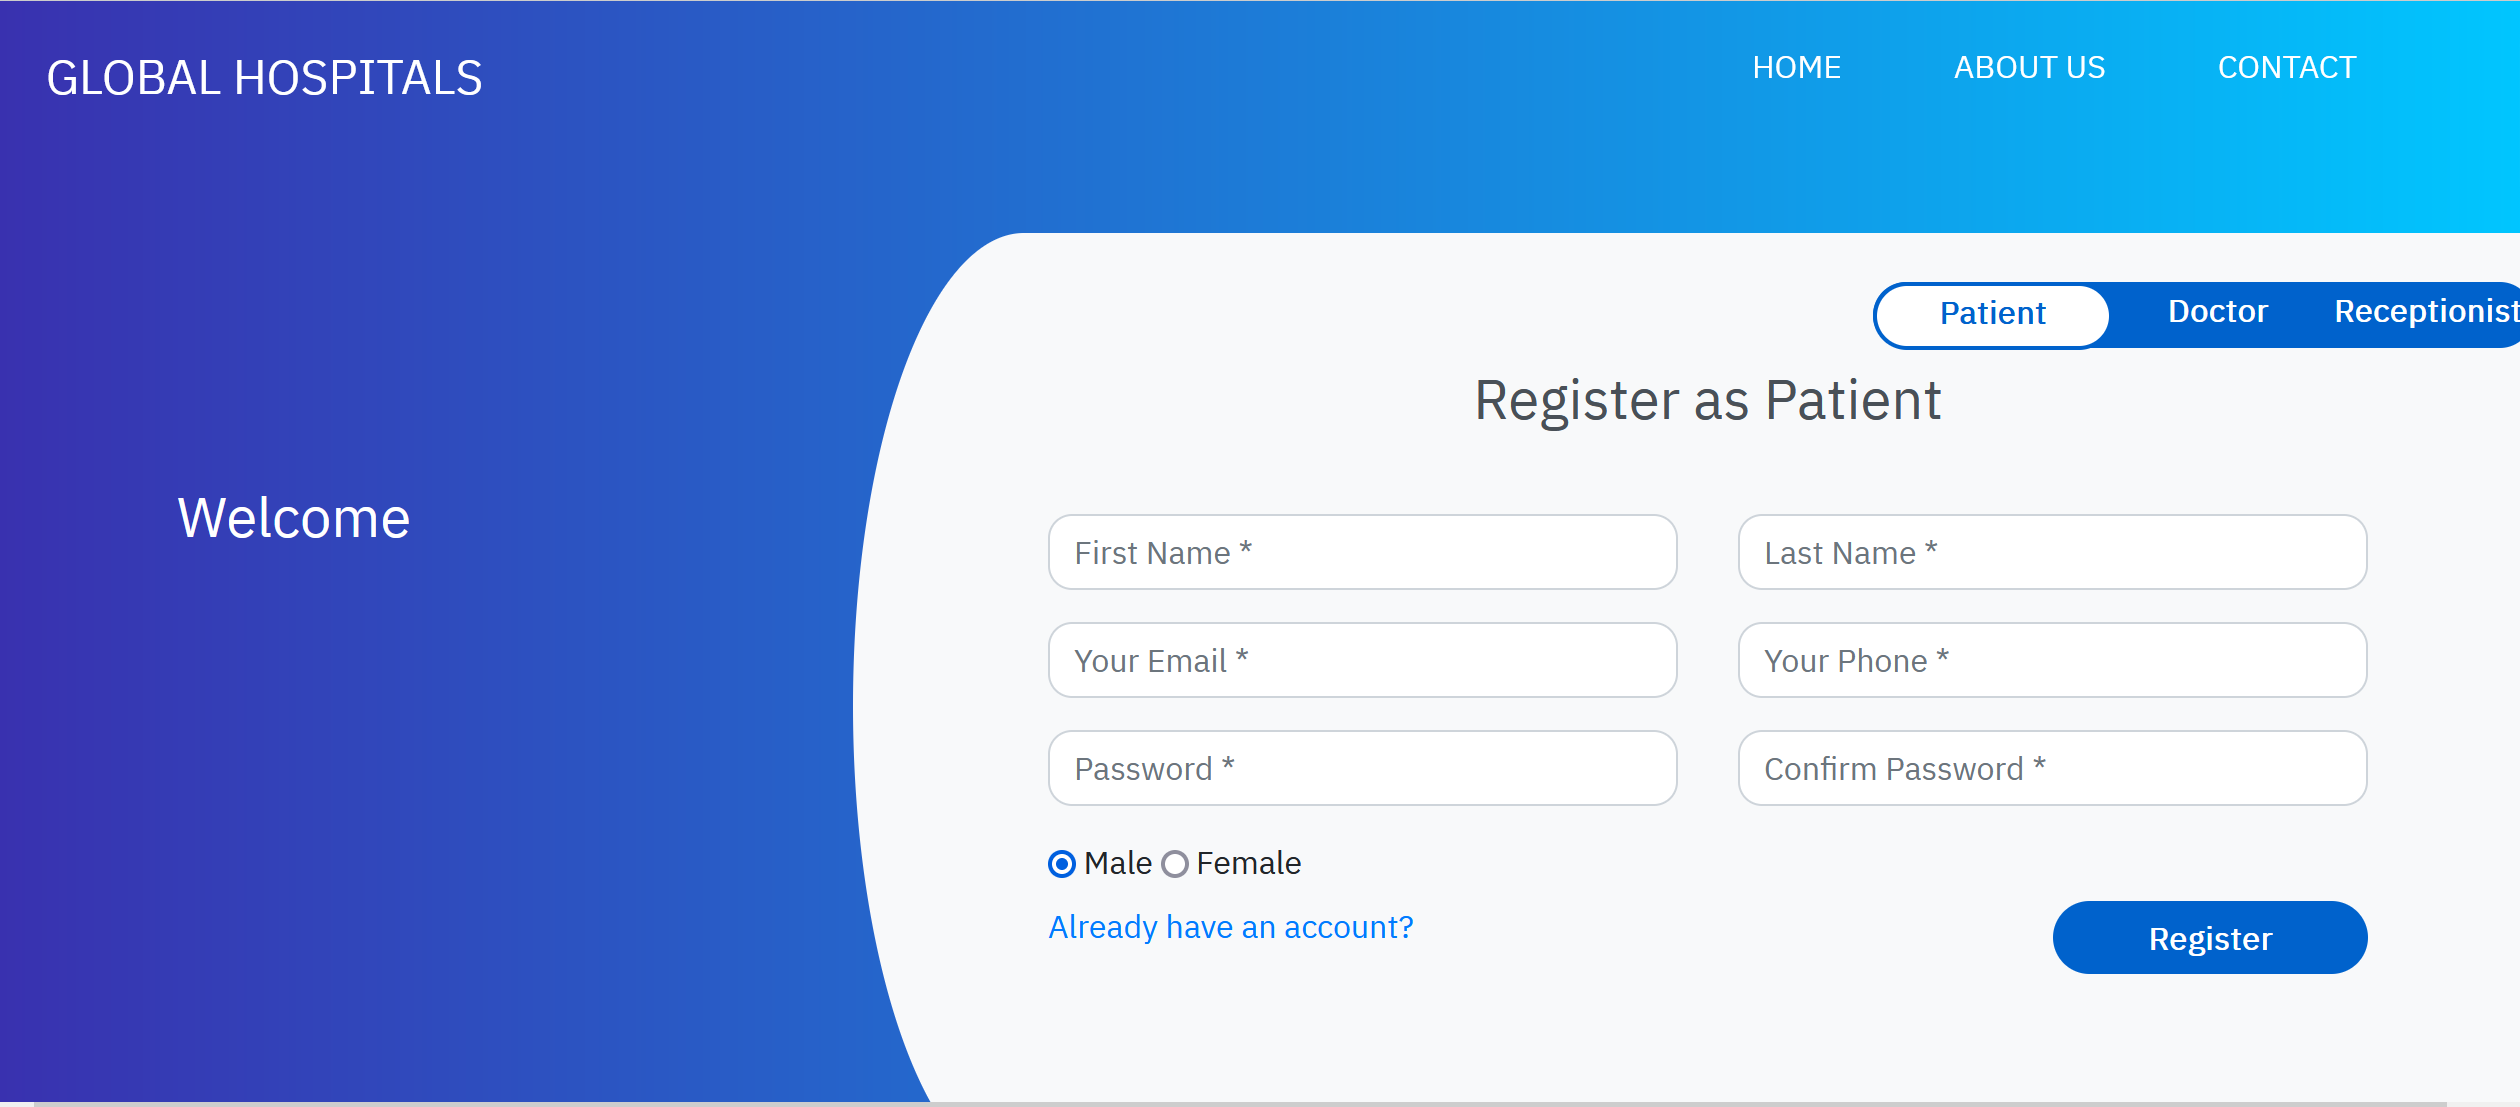 GLOBAL HOSPITALS
HOME ABOUT US CONTACT
Patient Doctor Receptionist
Register as Patient
Welcome
First Name * Last Name *
Your Email * Your Phone *
Password * Confirm Password *
Male Female
Already have an account?
Register